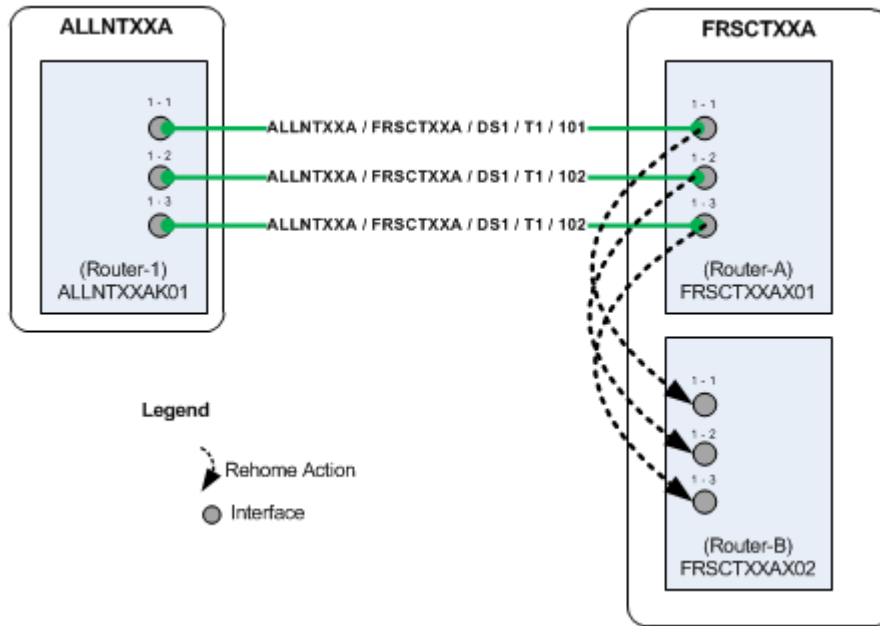 ALLNTXXA
FRSCTXXA
1 - 1
1 - 1
ALLNTXXA / FRSCTXXA / DS1 / T1 / 101
1 - 2
1 - 2
ALLNTXXA / FRSCTXXA / DS1 / T1 / 102
1 - 3
1 - 3
ALLNTXXA / FRSCTXXA / DS1 / T1 / 102
(Router-1)
ALLNTXXAK01
(Router-A)
FRSCTXXAX01
1 - 1
1 - 2
1 - 3
(Router-B)
FRSCTXXAX02
Legend
Rehome Action
Interface